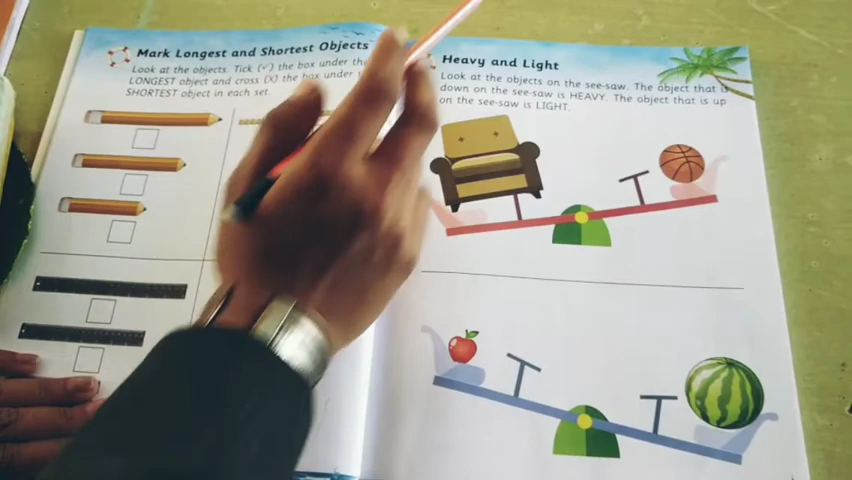 Mark Longest and Shortest Objects
Look at the objects. Tick (✓) the box under the
LONGEST object and cross (X) the box under
SHORTEST object in each set.
Heavy and Light
Look at the objects on the see-saw. The object that is
down on the see-saw is HEAVY. The object that is up
on the see-saw is LIGHT.